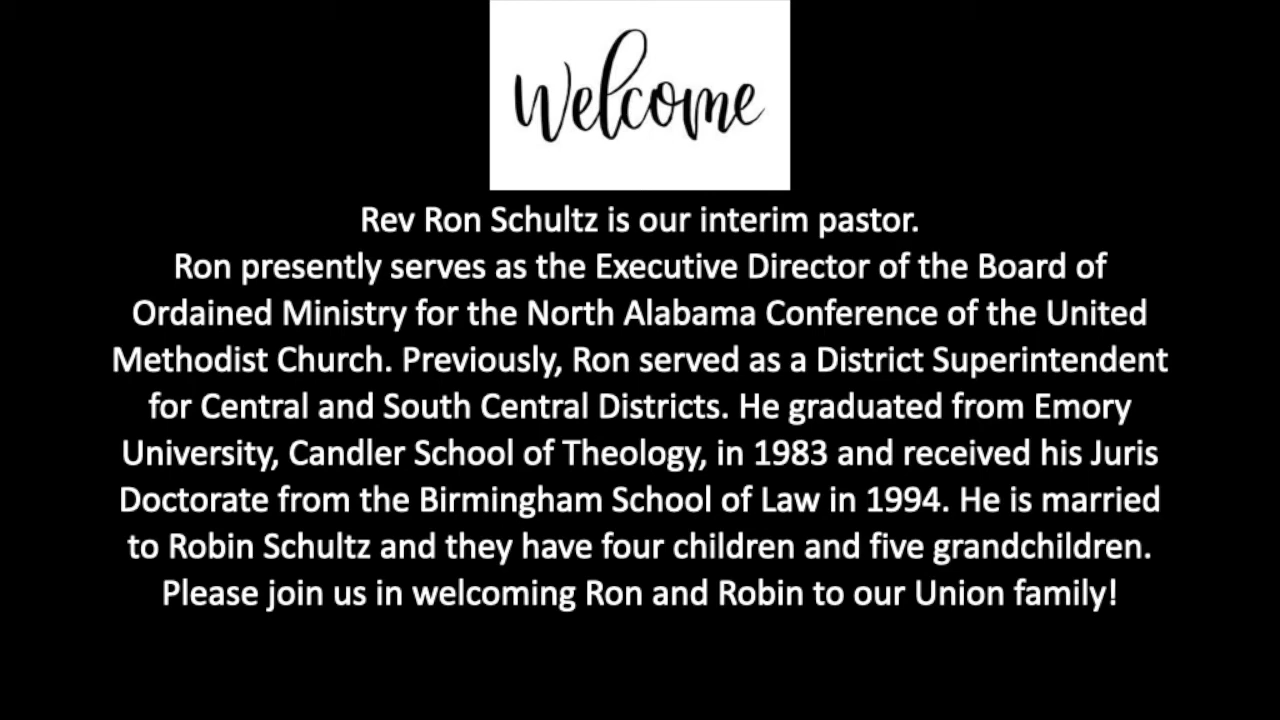 Welcome
Rev Ron Schultz is our interim pastor.
Ron presently serves as the Executive Director of the Board of
Ordained Ministry for the North Alabama Conference of the United
Methodist Church. Previously, Ron served as a District Superintendent
for Central and South Central Districts. He graduated from Emory
University, Candler School of Theology, in 1983 and received his Juris
Doctorate from the Birmingham School of Law in 1994. He is married
to Robin Schultz and they have four children and five grandchildren.
Please join us in welcoming Ron and Robin to our Union family!